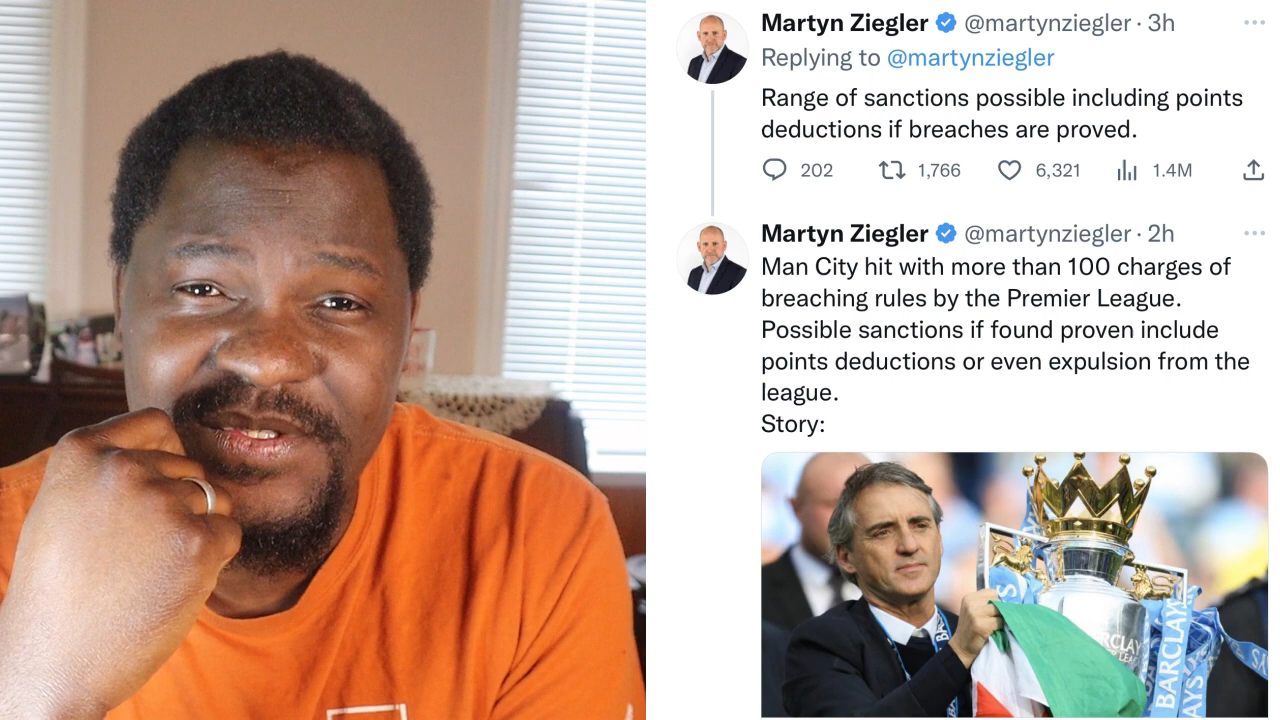 Martyn Ziegler @martynziegler · 3h
Replying to @martynziegler
Range of sanctions possible including points
deductions if breaches are proved.
202 1,766 6,321 1.4M
Martyn Ziegler @martynziegler · 2h
Man City hit with more than 100 charges of
breaching rules by the Premier League.
Possible sanctions if found proven include
points deductions or even expulsion from the
league.
Story:
BARCLAYS